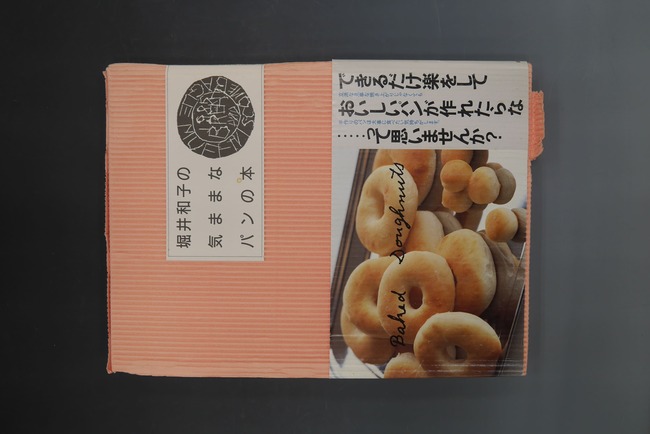 堀井和子の
気ままな
パンの本
できるだけ楽をして
おいしいパンが作れたらな
……って思いませんか?
Baked Doughnuts